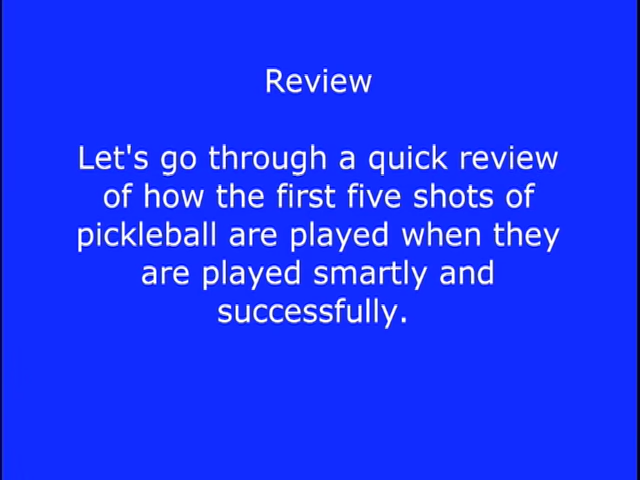 Review
Let's go through a quick review
of how the first five shots of
pickleball are played when they
are played smartly and
successfully.